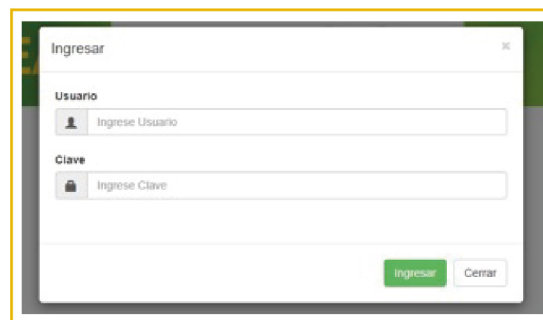 Ingresar
×
Usuario
Ingrese Usuario
Clave
Ingrese Clave
Ingresar
Cerrar